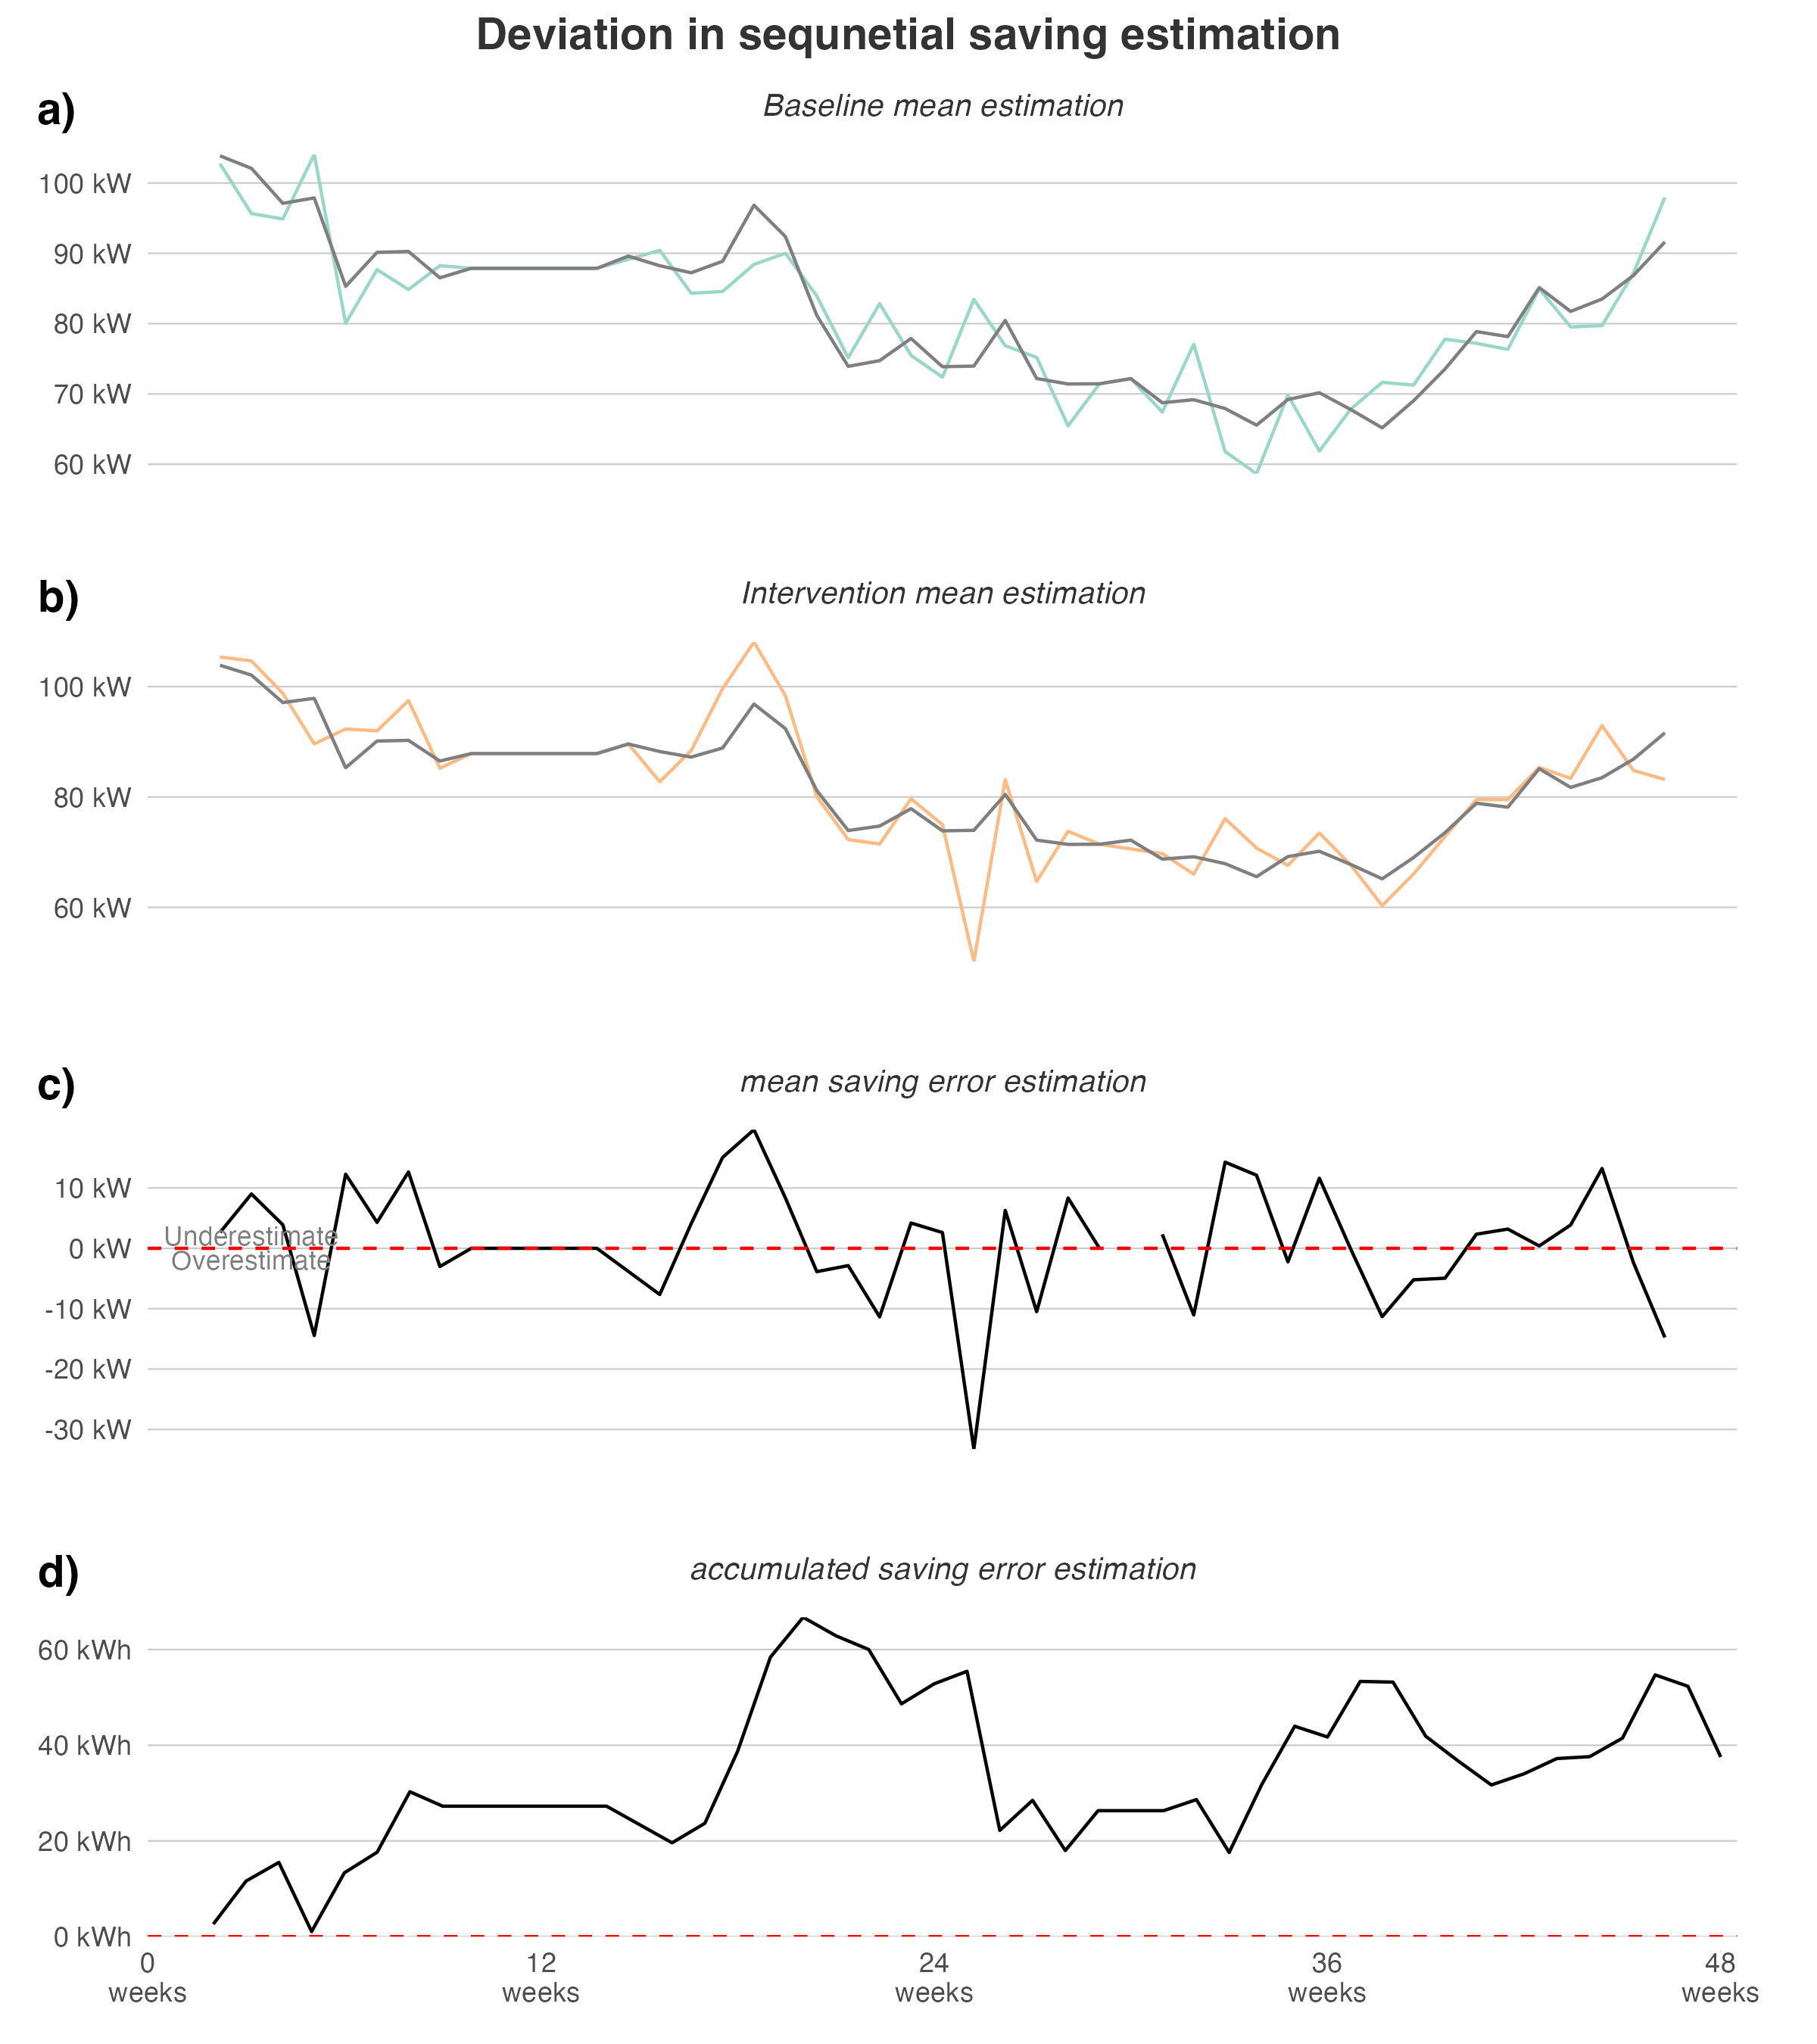 Deviation in sequnetial saving estimation
a)
Baseline mean estimation
100 kW
90 kW
80 kW
70 kW
60 kW
b)
Intervention mean estimation
100 kW
80 kW
60 kW
c)
mean saving error estimation
10 kW
Underestimate
0 kW
Overestimate
-10 kW
-20 kW
-30 kW
d)
accumulated saving error estimation
60 kWh
40 kWh
20 kWh
0 kWh
0 12 24 36 48
weeks weeks weeks weeks weeks